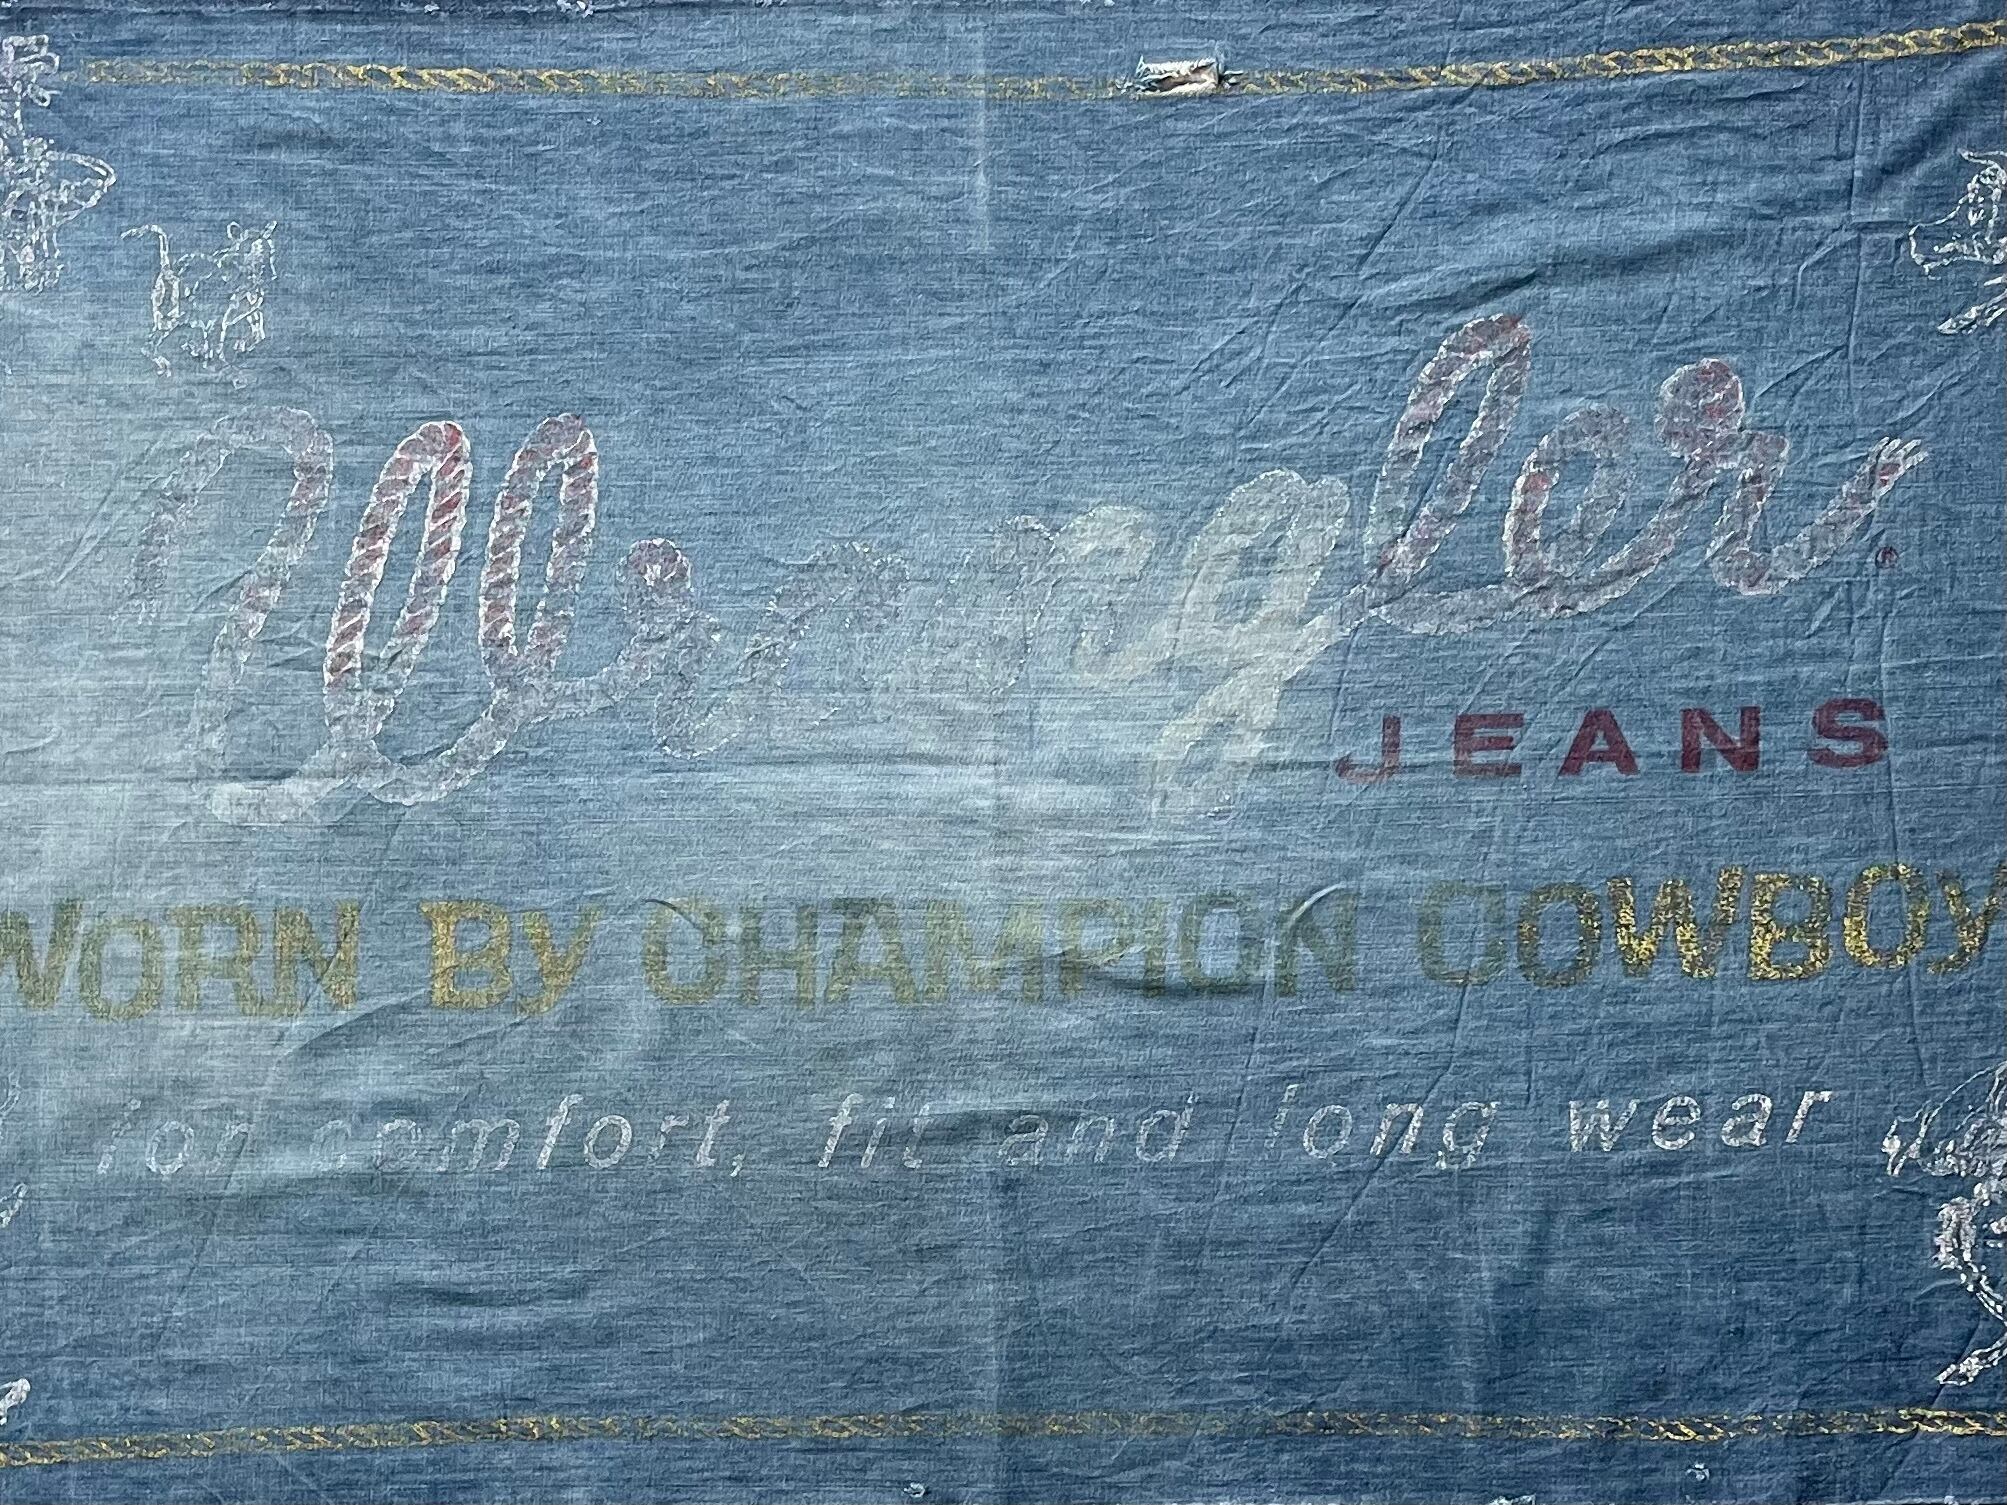 Wrangler®
JEANS
WORN BY CHAMPION COWBOY
for comfort, fit and long wear